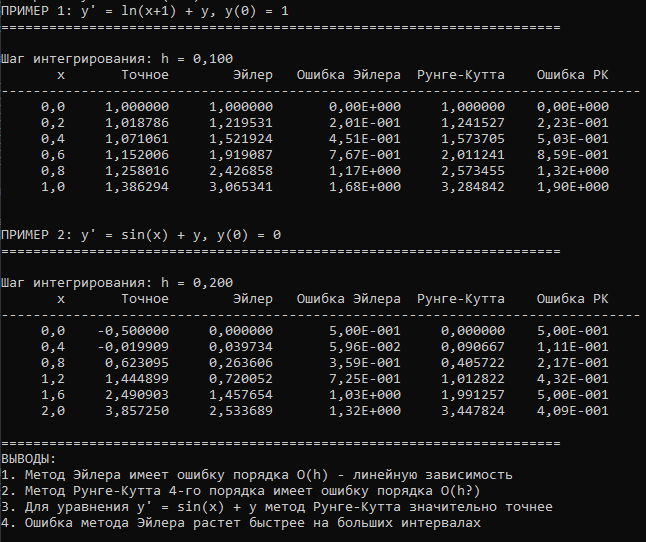 ПРИМЕР 1: y' = ln(x+1) + y, y(0) = 1
======================================================================
Шаг интегрирования: h = 0,100
x Точное Эйлер Ошибка Эйлера Рунге-Кутта Ошибка РК
--------------------------------------------------------------------------------
0,0 1,000000 1,000000 0,00E+000 1,000000 0,00E+000
0,2 1,018786 1,219531 2,01E-001 1,241527 2,23E-001
0,4 1,071061 1,521924 4,51E-001 1,573705 5,03E-001
0,6 1,152006 1,919087 7,67E-001 2,011241 8,59E-001
0,8 1,258016 2,426858 1,17E+000 2,573455 1,32E+000
1,0 1,386294 3,065341 1,68E+000 3,284842 1,90E+000
ПРИМЕР 2: y' = sin(x) + y, y(0) = 0
======================================================================
Шаг интегрирования: h = 0,200
x Точное Эйлер Ошибка Эйлера Рунге-Кутта Ошибка РК
--------------------------------------------------------------------------------
0,0 -0,500000 0,000000 5,00E-001 0,000000 5,00E-001
0,4 -0,019909 0,039734 5,96E-002 0,090667 1,11E-001
0,8 0,623095 0,263606 3,59E-001 0,405722 2,17E-001
1,2 1,444899 0,720052 7,25E-001 1,012822 4,32E-001
1,6 2,490903 1,457654 1,03E+000 1,991257 5,00E-001
2,0 3,857250 2,533689 1,32E+000 3,447824 4,09E-001
======================================================================
ВЫВОДЫ:
1. Метод Эйлера имеет ошибку порядка O(h) - линейную зависимость
2. Метод Рунге-Кутта 4-го порядка имеет ошибку порядка O(h?)
3. Для уравнения y' = sin(x) + y метод Рунге-Кутта значительно точнее
4. Ошибка метода Эйлера растет быстрее на больших интервалах